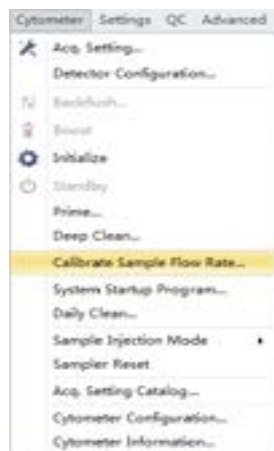 Cytometer Settings QC Advanced
Acq. Setting...
Detector Configuration...
Backflush...
Boost
Initialize
Standby
Prime...
Deep Clean...
Calibrate Sample Flow Rate...
System Startup Program...
Daily Clean...
Sample Injection Mode
Sampler Reset
Acq. Setting Catalog...
Cytometer Configuration...
Cytometer Information...